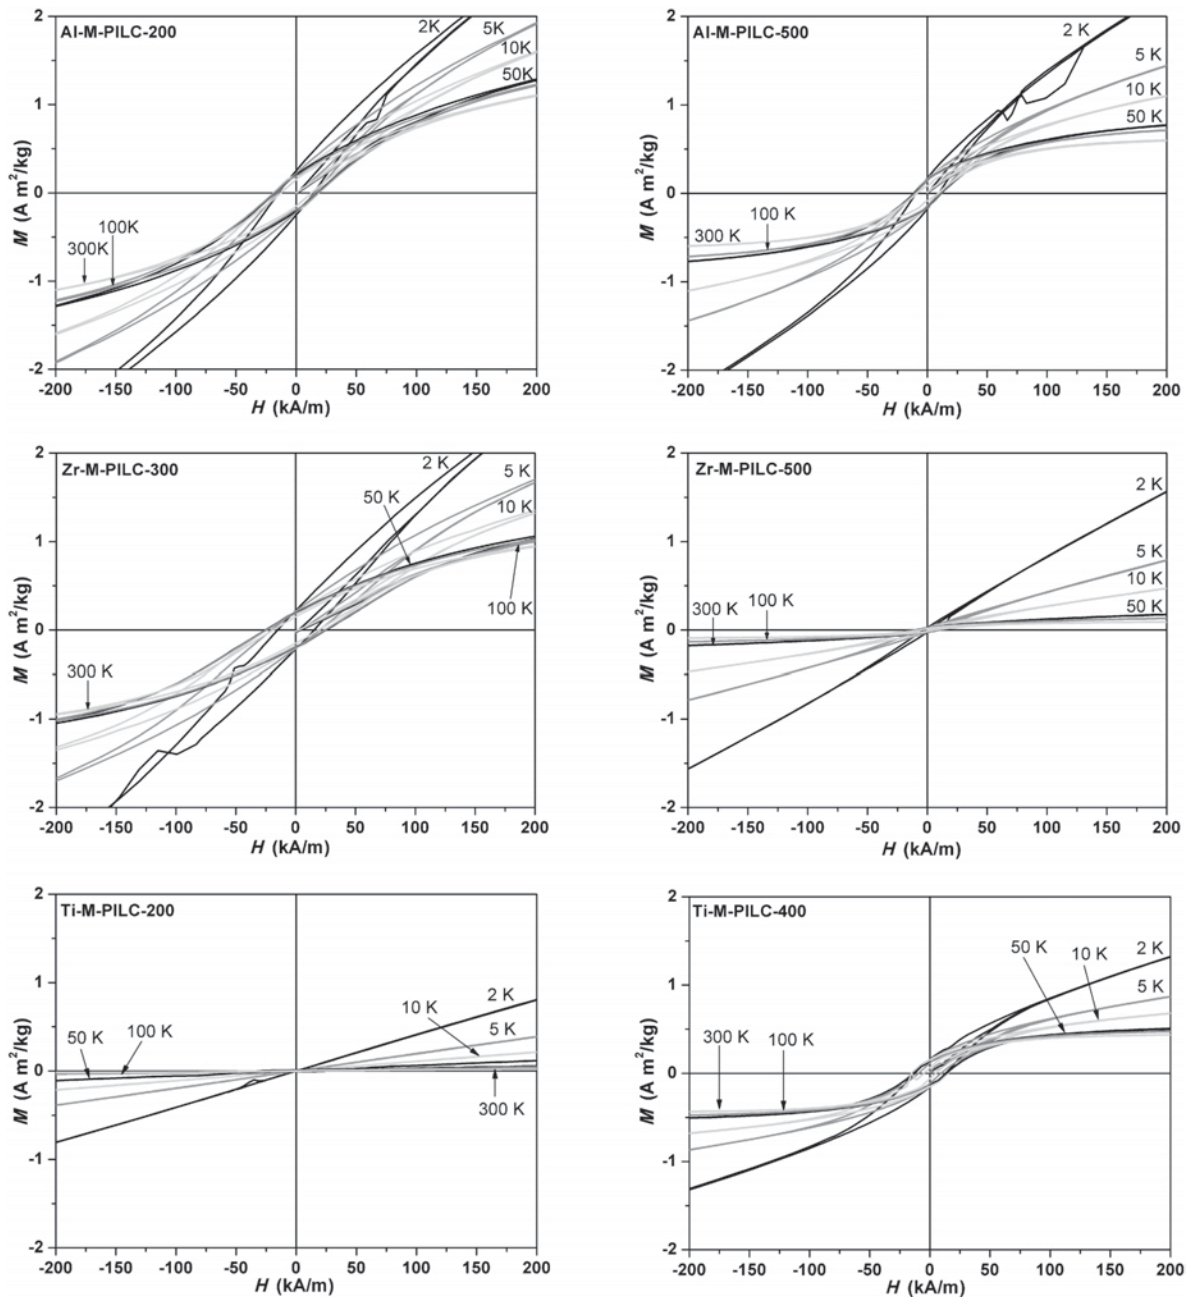 Al-M-PILC-200
2K
5K
10K
50K
100K
300K
M (A m²/kg)
2
1
0
-1
-2
-200 -150 -100 -50 0 50 100 150 200
H (kA/m)
Al-M-PILC-500
2 K
5 K
10 K
50 K
100 K
300 K
M (A m²/kg)
2
1
0
-1
-2
-200 -150 -100 -50 0 50 100 150 200
H (kA/m)
Zr-M-PILC-300
2 K
5 K
50 K
10 K
100 K
300 K
M (A m²/kg)
2
1
0
-1
-2
-200 -150 -100 -50 0 50 100 150 200
H (kA/m)
Zr-M-PILC-500
2 K
5 K
10 K
50 K
300 K 100 K
M (A m²/kg)
2
1
0
-1
-2
-200 -150 -100 -50 0 50 100 150 200
H (kA/m)
Ti-M-PILC-200
2 K
10 K
5 K
100 K
50 K
300 K
M (A m²/kg)
2
1
0
-1
-2
-200 -150 -100 -50 0 50 100 150 200
H (kA/m)
Ti-M-PILC-400
2 K
50 K
10 K
5 K
300 K
100 K
M (A m²/kg)
2
1
0
-1
-2
-200 -150 -100 -50 0 50 100 150 200
H (kA/m)